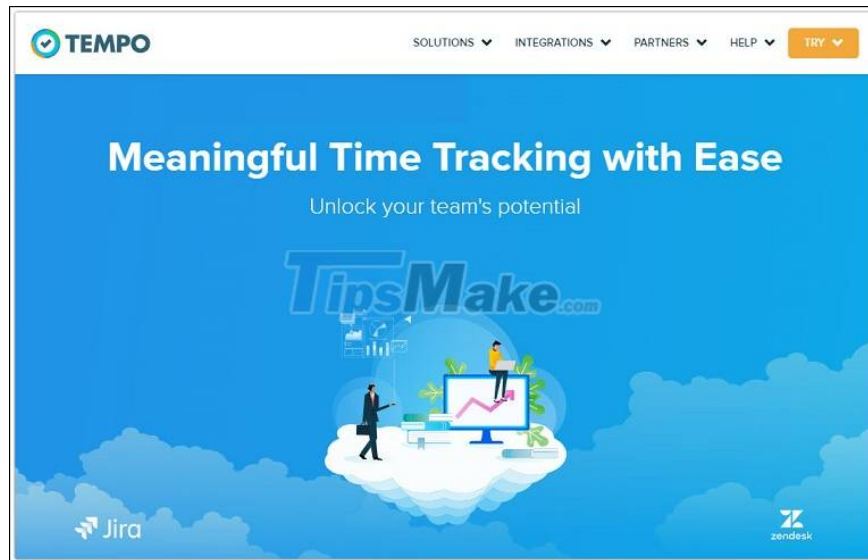 TEMPO
SOLUTIONS INTEGRATIONS PARTNERS HELP TRY
Meaningful Time Tracking with Ease
Unlock your team's potential
TipsMake.com
Jira
zendesk